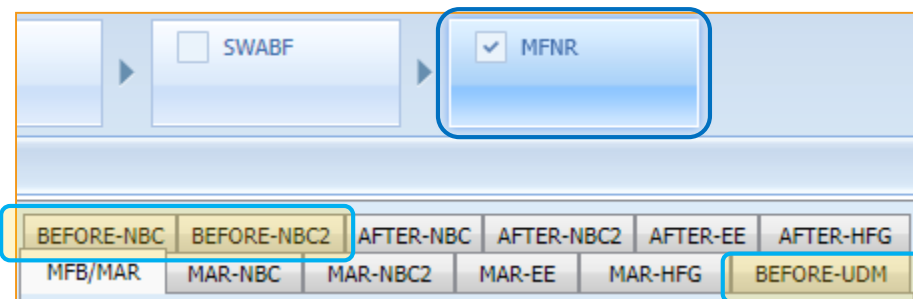 SWABF MFNR
BEFORE-NBC BEFORE-NBC2 AFTER-NBC AFTER-NBC2 AFTER-EE AFTER-HFG
MFB/MAR MAR-NBC MAR-NBC2 MAR-EE MAR-HFG BEFORE-UDM